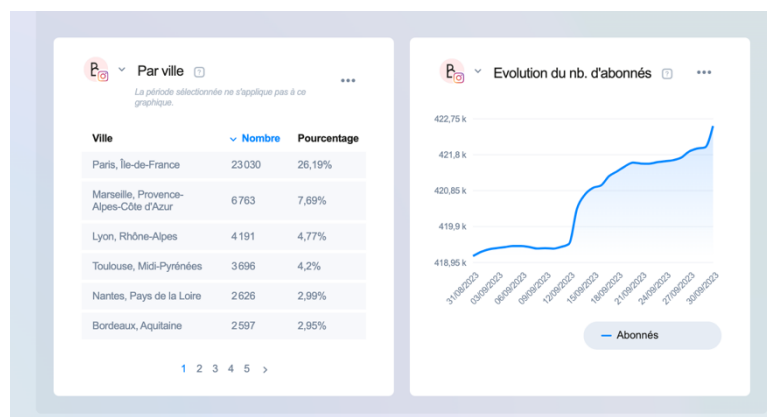 Par ville
La période sélectionnée ne s'applique pas à ce
graphique.
Ville Nombre Pourcentage
Paris, Île-de-France 23 030 26,19%
Marseille, Provence-
Alpes-Côte d'Azur 6 763 7,69%
Lyon, Rhône-Alpes 4 191 4,77%
Toulouse, Midi-Pyrénées 3 696 4,2%
Nantes, Pays de la Loire 2 626 2,99%
Bordeaux, Aquitaine 2 597 2,95%
1 2 3 4 5
Evolution du nb. d'abonnés
422,75 k
421,8 k
420,85 k
419,9 k
418,95 k
31/08/2023
03/09/2023
06/09/2023
09/09/2023
12/09/2023
15/09/2023
18/09/2023
21/09/2023
24/09/2023
27/09/2023
30/09/2023
Abonnés